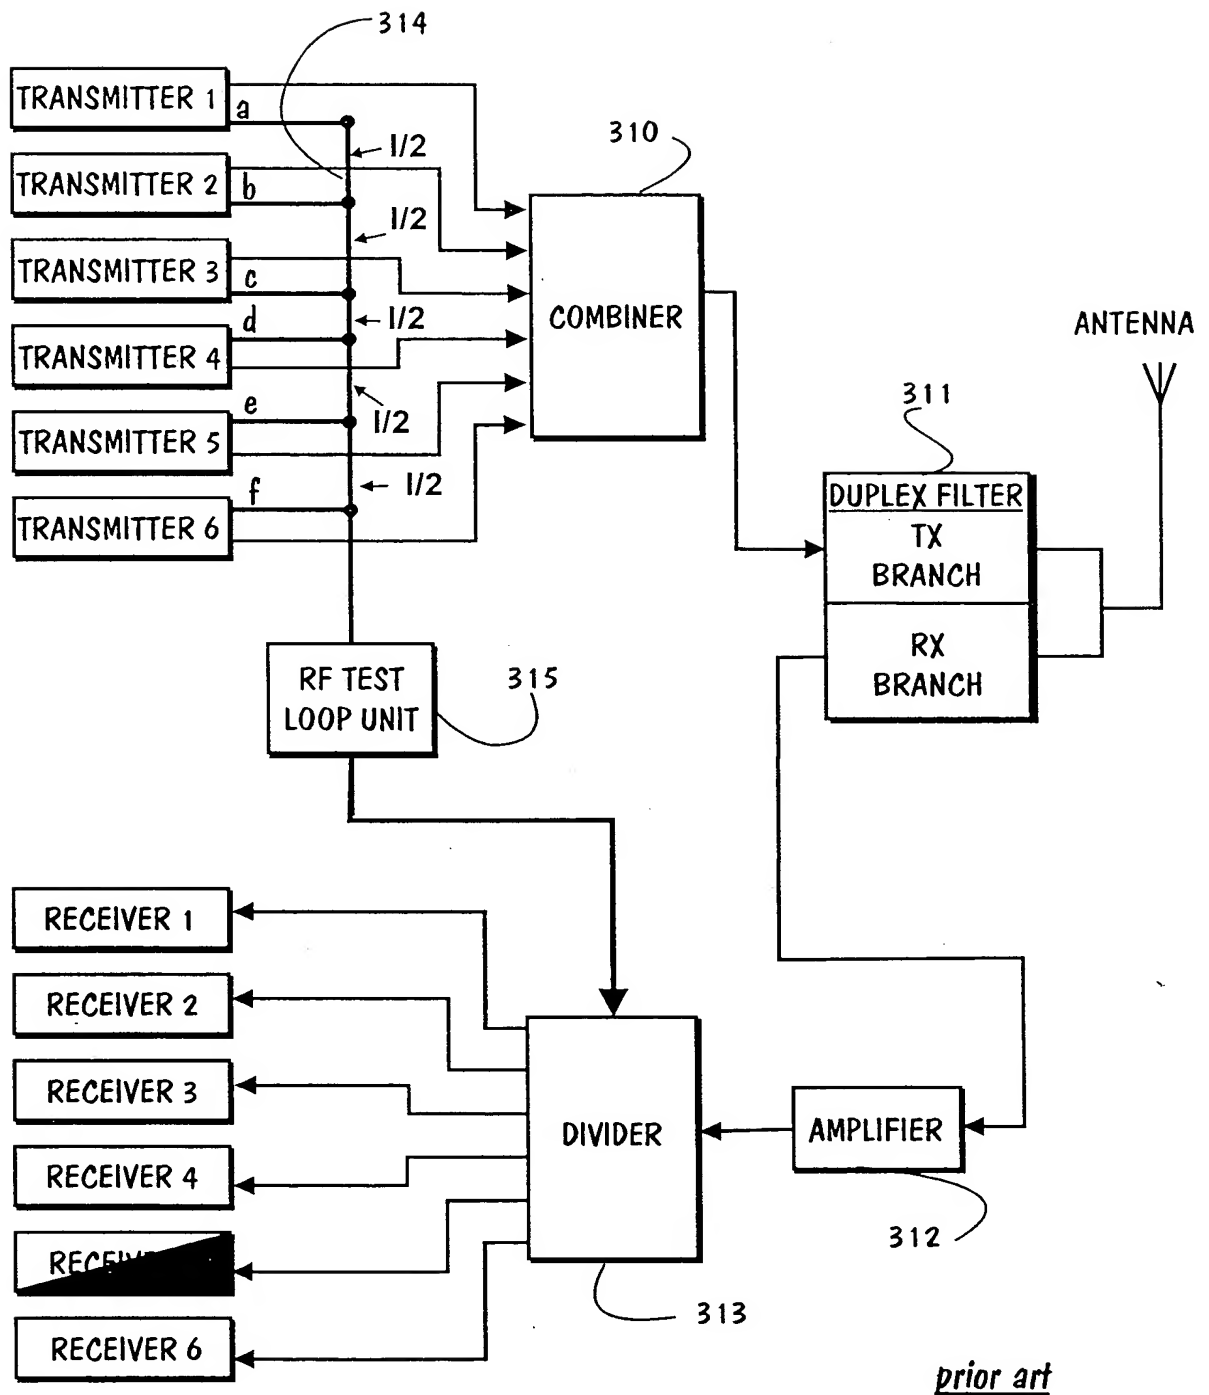 314
TRANSMITTER 1
a
I/2
310
TRANSMITTER 2
b
I/2
TRANSMITTER 3
c
I/2
COMBINER
ANTENNA
d
TRANSMITTER 4
311
e
I/2
TRANSMITTER 5
f
I/2
DUPLEX FILTER
TX
BRANCH
TRANSMITTER 6
RX
BRANCH
RF TEST
LOOP UNIT
315
RECEIVER 1
RECEIVER 2
RECEIVER 3
DIVIDER
AMPLIFIER
RECEIVER 4
312
313
RECEIVER 6
prior art